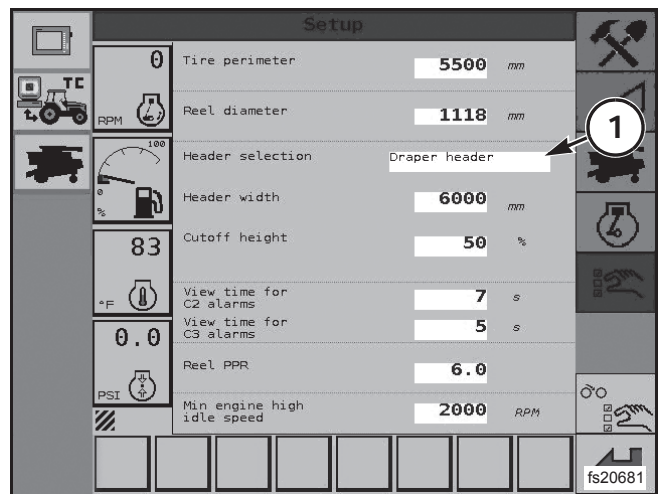 Setup
TC
0
RPM
Tire perimeter 5500 mm
Reel diameter 1118 mm
1
100
0
%
Header selection Draper header
Header width 6000 mm
Cutoff height 50 %
83
°F
View time for
C2 alarms 7 s
View time for
C3 alarms 5 s
0.0
PSI
Reel PPR 6.0
Min engine high
idle speed 2000 RPM
fs20681